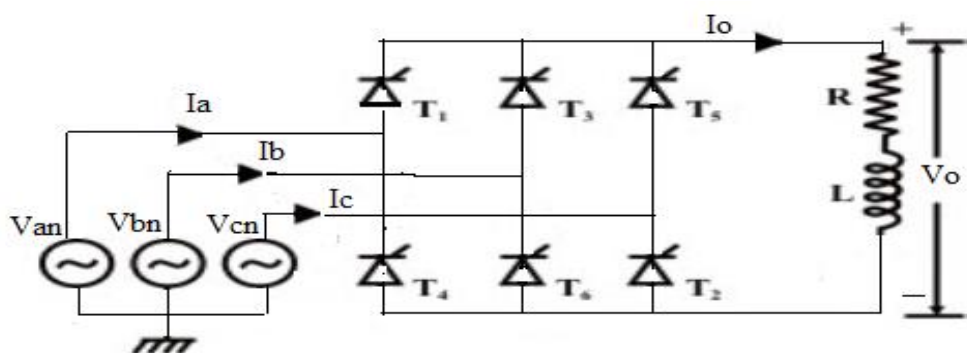 Io
+
Ia
T₁
T₃
T₅
R
Ib
L
Vo
Ic
Van
Vbn
Vcn
T₄
T₆
T₂
−